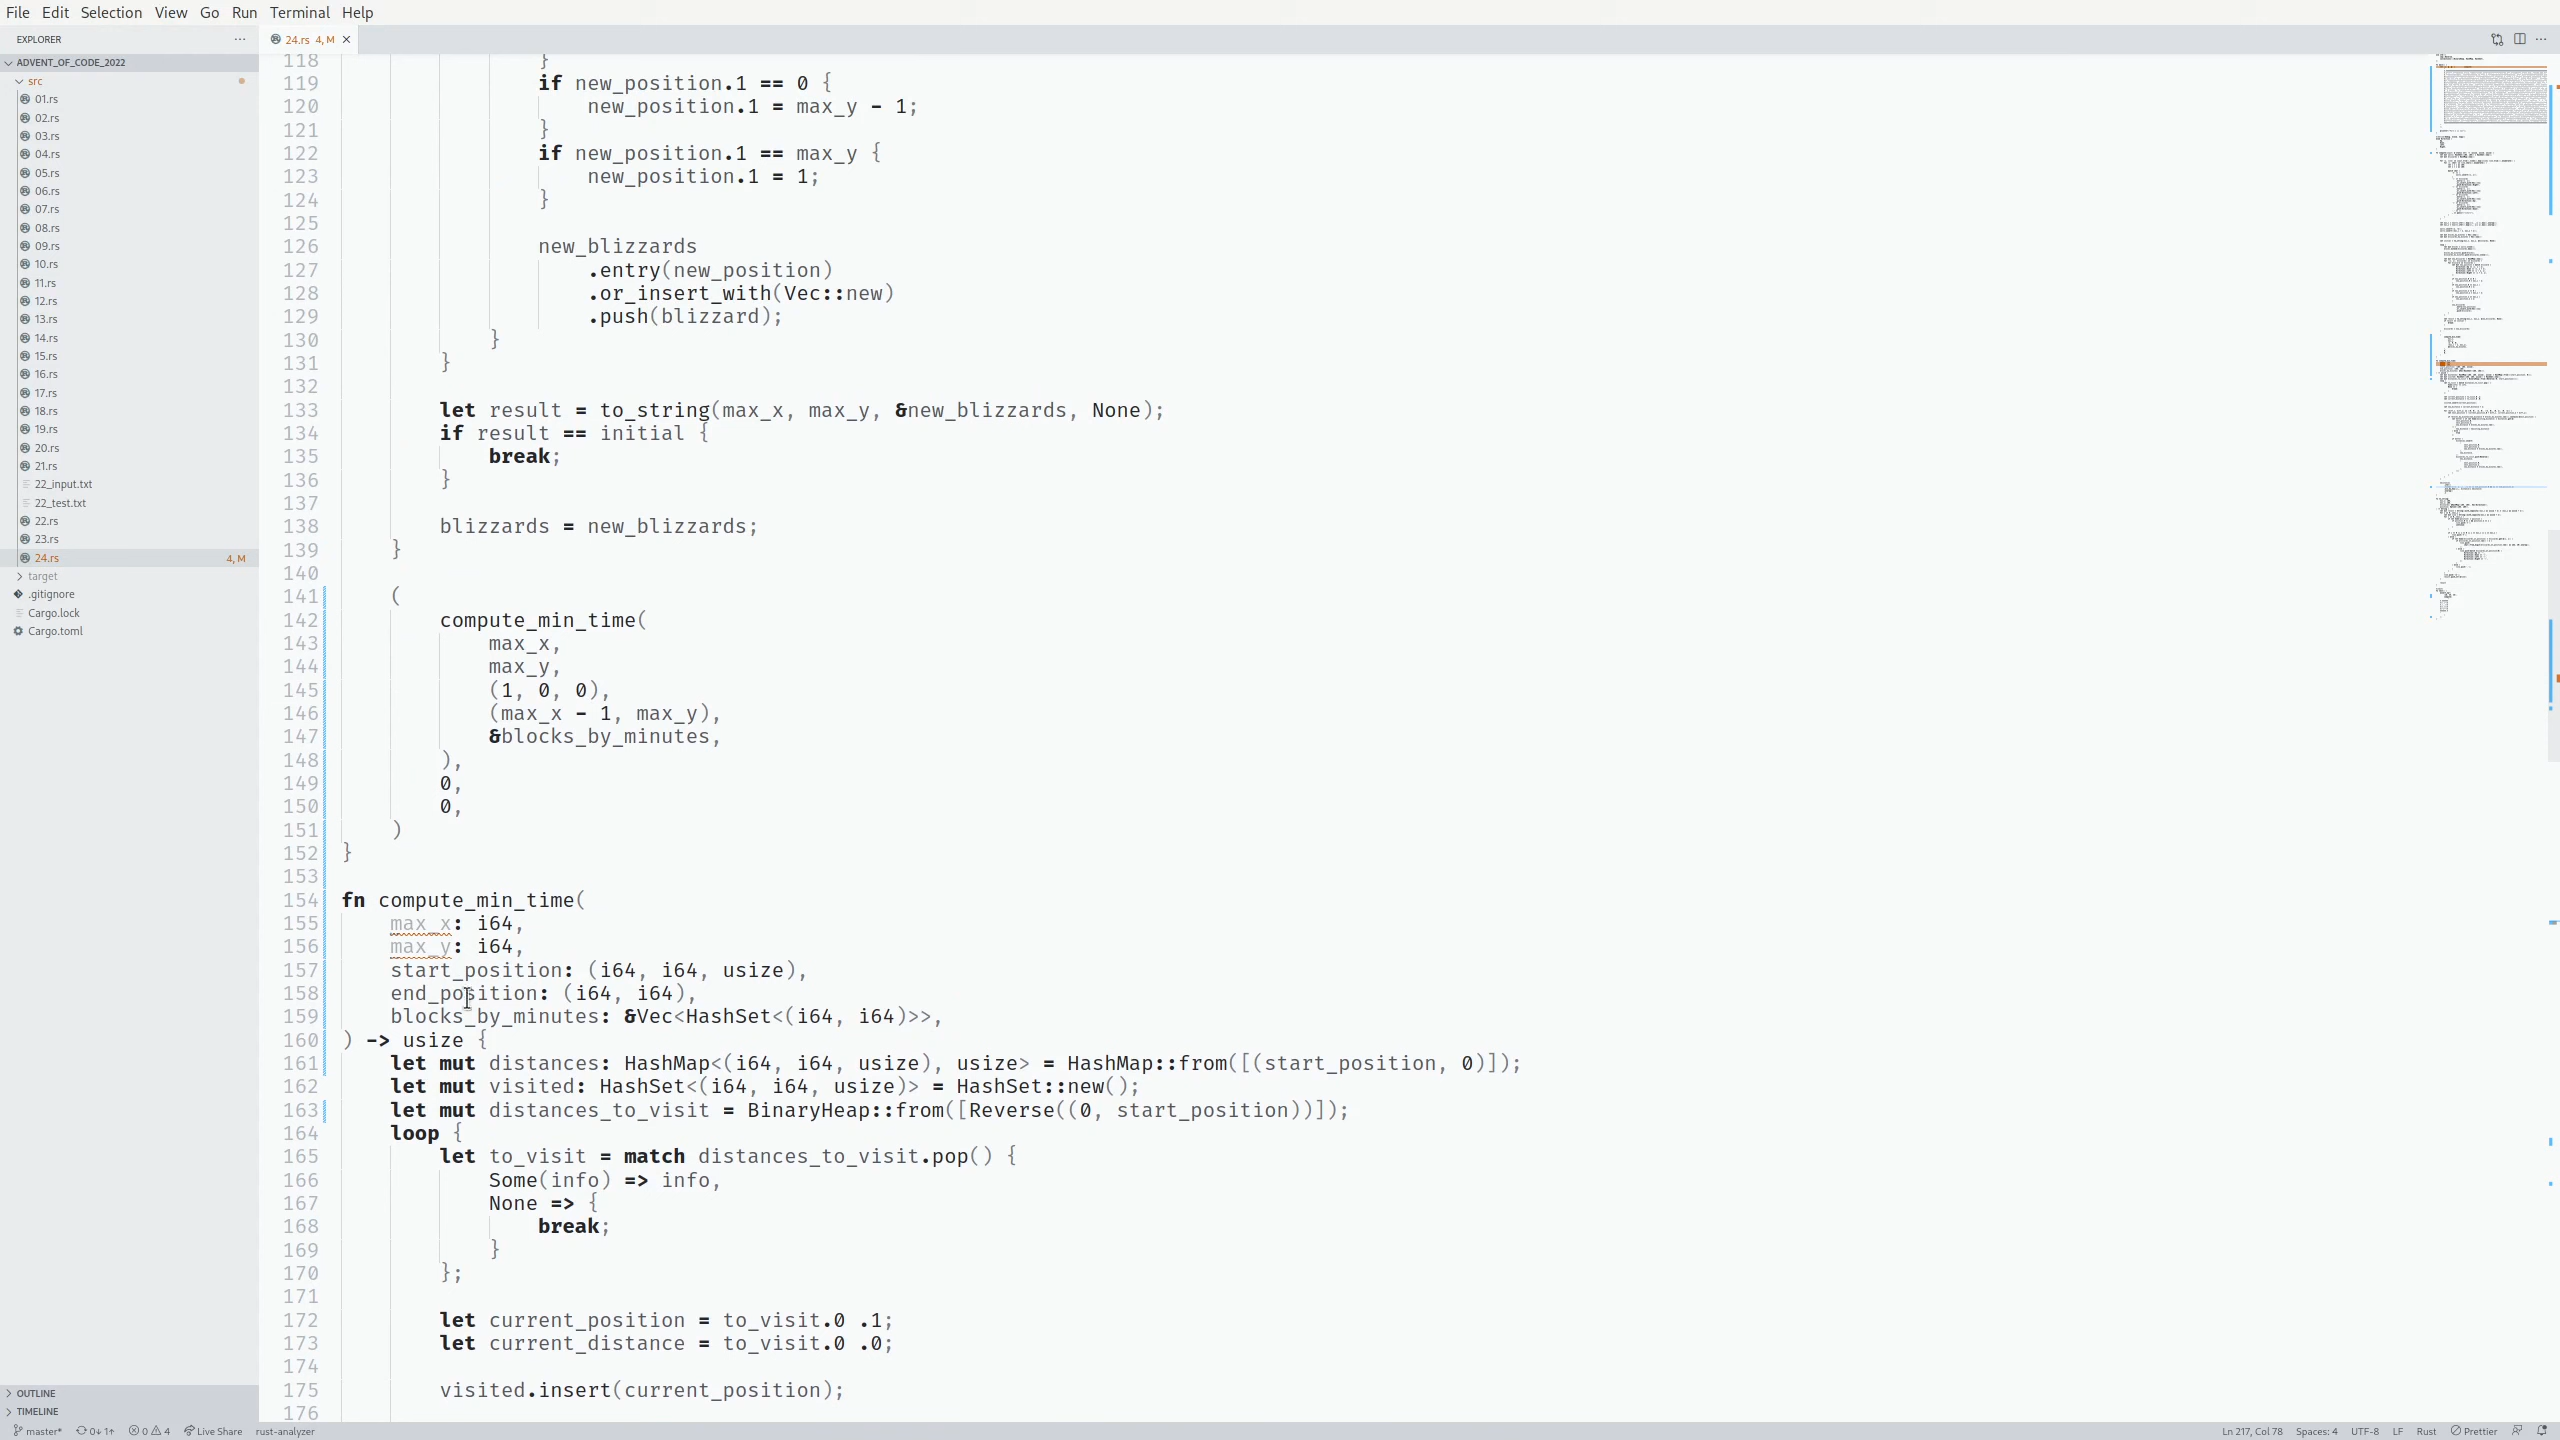 File Edit Selection View Go Run Terminal Help
EXPLORER ···
24.rs 4, M
ADVENT_OF_CODE_2022
src
01.rs
02.rs
03.rs
04.rs
05.rs
06.rs
07.rs
08.rs
09.rs
10.rs
11.rs
12.rs
13.rs
14.rs
15.rs
16.rs
17.rs
18.rs
19.rs
20.rs
21.rs
22_input.txt
22_test.txt
22.rs
23.rs
24.rs 4, M
target
.gitignore
Cargo.lock
Cargo.toml
OUTLINE
TIMELINE
118 }
119 if new_position.1 == 0 {
120 new_position.1 = max_y - 1;
121 }
122 if new_position.1 == max_y {
123 new_position.1 = 1;
124 }
125
126 new_blizzards
127 .entry(new_position)
128 .or_insert_with(Vec::new)
129 .push(blizzard);
130 }
131 }
132
133 let result = to_string(max_x, max_y, &new_blizzards, None);
134 if result == initial {
135 break;
136 }
137
138 blizzards = new_blizzards;
139 }
140
141 (
142 compute_min_time(
143 max_x,
144 max_y,
145 (1, 0, 0),
146 (max_x - 1, max_y),
147 &blocks_by_minutes,
148 ),
149 0,
150 0,
151 )
152 }
153
154 fn compute_min_time(
155 max_x: i64,
156 max_y: i64,
157 start_position: (i64, i64, usize),
158 end_position: (i64, i64),
159 blocks_by_minutes: &Vec<HashSet<(i64, i64)>>,
160 ) -> usize {
161 let mut distances: HashMap<(i64, i64, usize), usize> = HashMap::from([(start_position, 0)]);
162 let mut visited: HashSet<(i64, i64, usize)> = HashSet::new();
163 let mut distances_to_visit = BinaryHeap::from([Reverse((0, start_position))]);
164 loop {
165 let to_visit = match distances_to_visit.pop() {
166 Some(info) => info,
167 None => {
168 break;
169 }
170 };
171
172 let current_position = to_visit.0 .1;
173 let current_distance = to_visit.0 .0;
174
175 visited.insert(current_position);
176
master* 0↓ 1↑ 0 4 Live Share rust-analyzer
Ln 217, Col 78 Spaces: 4 UTF-8 LF Rust Prettier